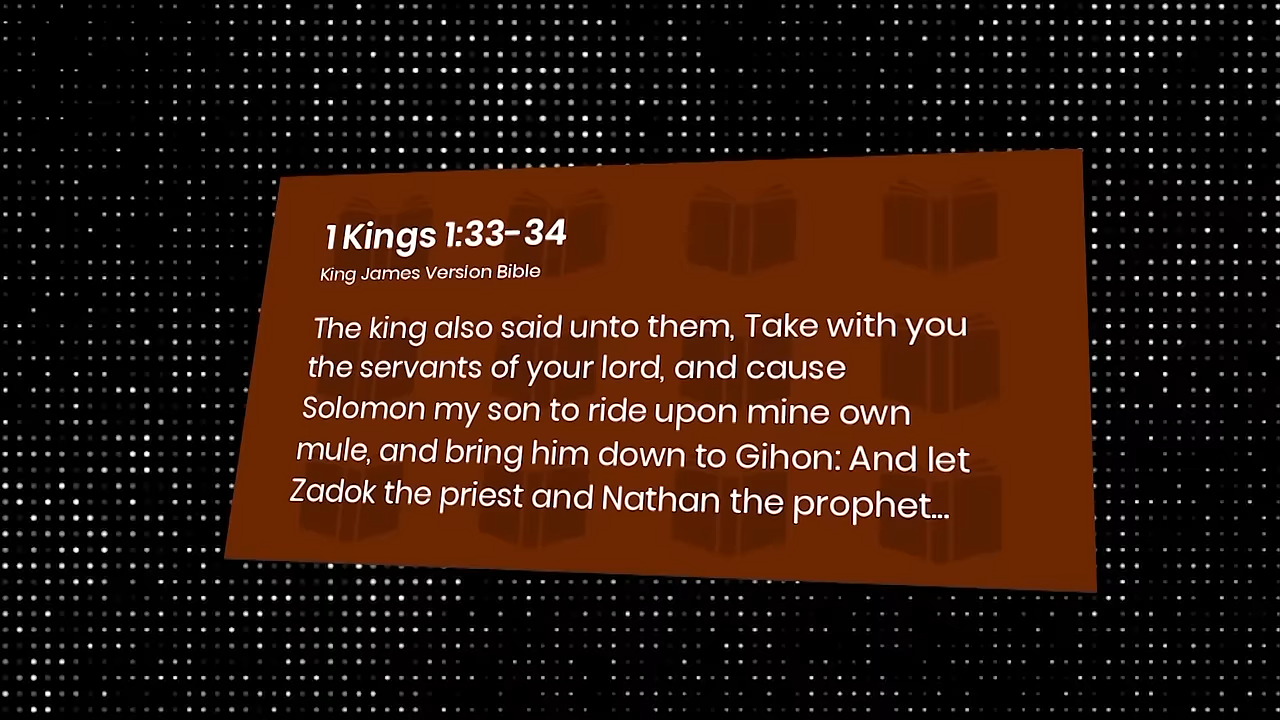 1 Kings 1:33-34
King James Version Bible
The king also said unto them, Take with you
the servants of your lord, and cause
Solomon my son to ride upon mine own
mule, and bring him down to Gihon: And let
Zadok the priest and Nathan the prophet...